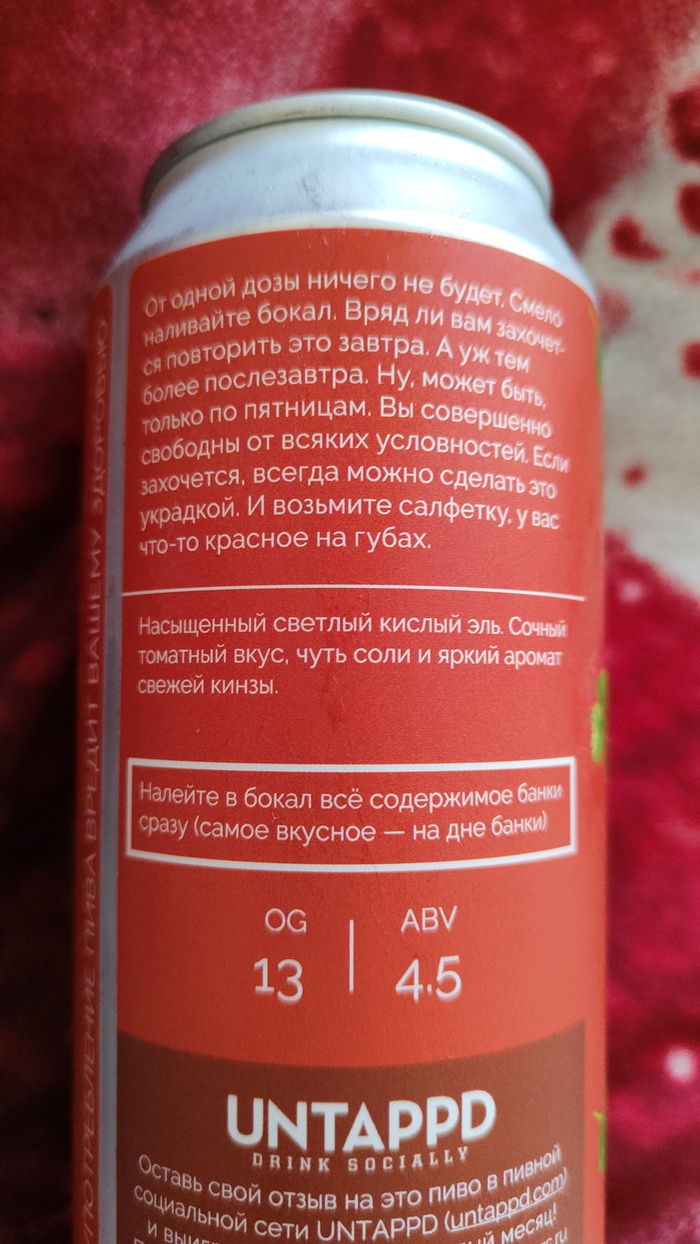 От одной дозы ничего не будет. Смело
наливайте бокал. Вряд ли вам захочет-
ся повторить это завтра. А уж тем
более послезавтра. Ну, может быть,
только по пятницам. Вы совершенно
свободны от всяких условностей. Если
захочется, всегда можно сделать это
украдкой. И возьмите салфетку, у вас
что-то красное на губах.
Насыщенный светлый кислый эль. Сочный
томатный вкус, чуть соли и яркий аромат
свежей кинзы.
Налейте в бокал всё содержимое банки
сразу (самое вкусное — на дне банки)
OG
13
ABV
4.5
UNTAPPD
DRINK SOCIALLY
Оставь свой отзыв на это пиво в пивной
социальной сети UNTAPPD (untappd.com)
и месяц!
ПОТРЕБЛЕНИЕ ПИВА ВРЕДИТ ВАШЕМУ ЗДОРОВЬЮ